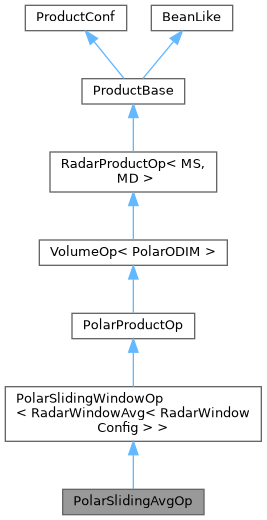 ProductConf
BeanLike
ProductBase
RadarProductOp< MS,
MD >
VolumeOp< PolarODIM >
PolarProductOp
PolarSlidingWindowOp
< RadarWindowAvg< RadarWindow
Config > >
PolarSlidingAvgOp